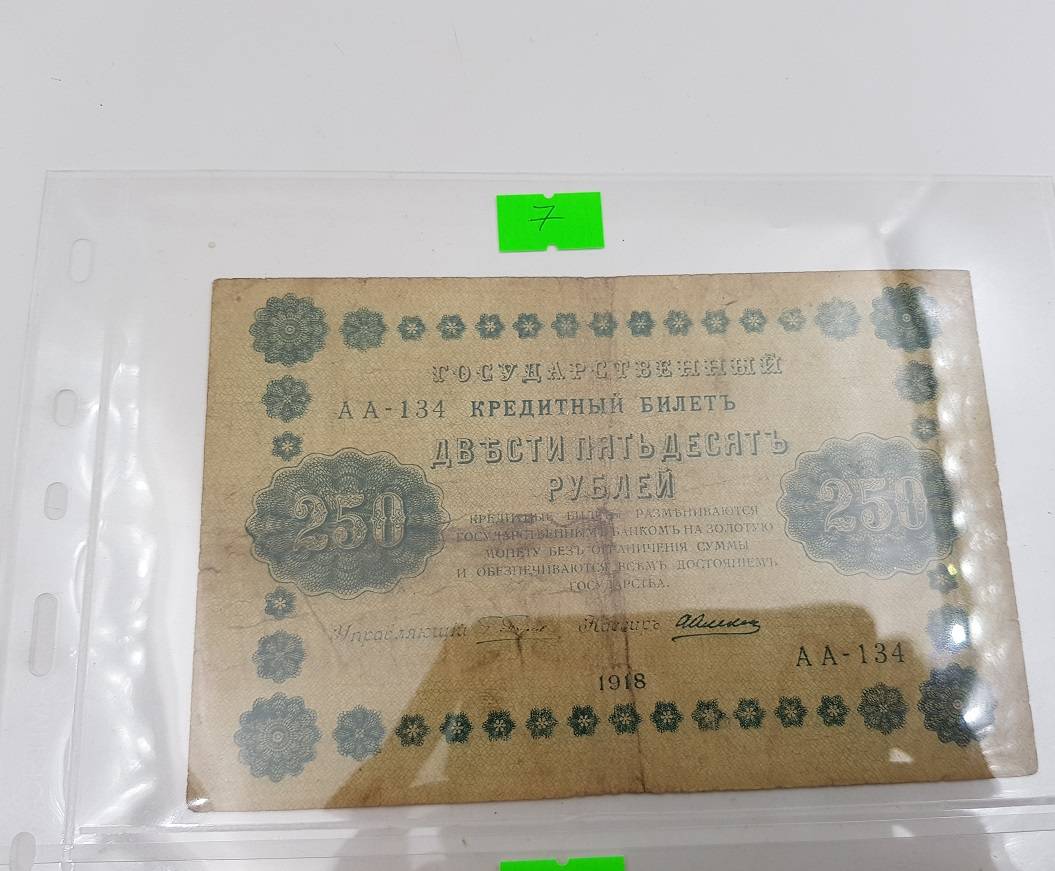 7
ГОСУДАРСТВЕННЫЙ
АА-134 КРЕДИТНЫЙ БИЛЕТЪ
ДВѢСТИ ПЯТЬДЕСЯТЪ
РУБЛЕЙ
250 250
КРЕДИТНЫЕ БИЛЕТЫ РАЗМѢНИВАЮТСЯ
ГОСУДАРСТВЕННЫМЪ БАНКОМЪ НА ЗОЛОТУЮ
МОНЕТУ БЕЗЪ ОГРАНИЧЕНІЯ СУММЫ
И ОБЕЗПЕЧИВАЮТСЯ ВСѢМЪ ДОСТОЯНІЕМЪ
ГОСУДАРСТВА.
Управляющій Кассиръ
АА-134
1918